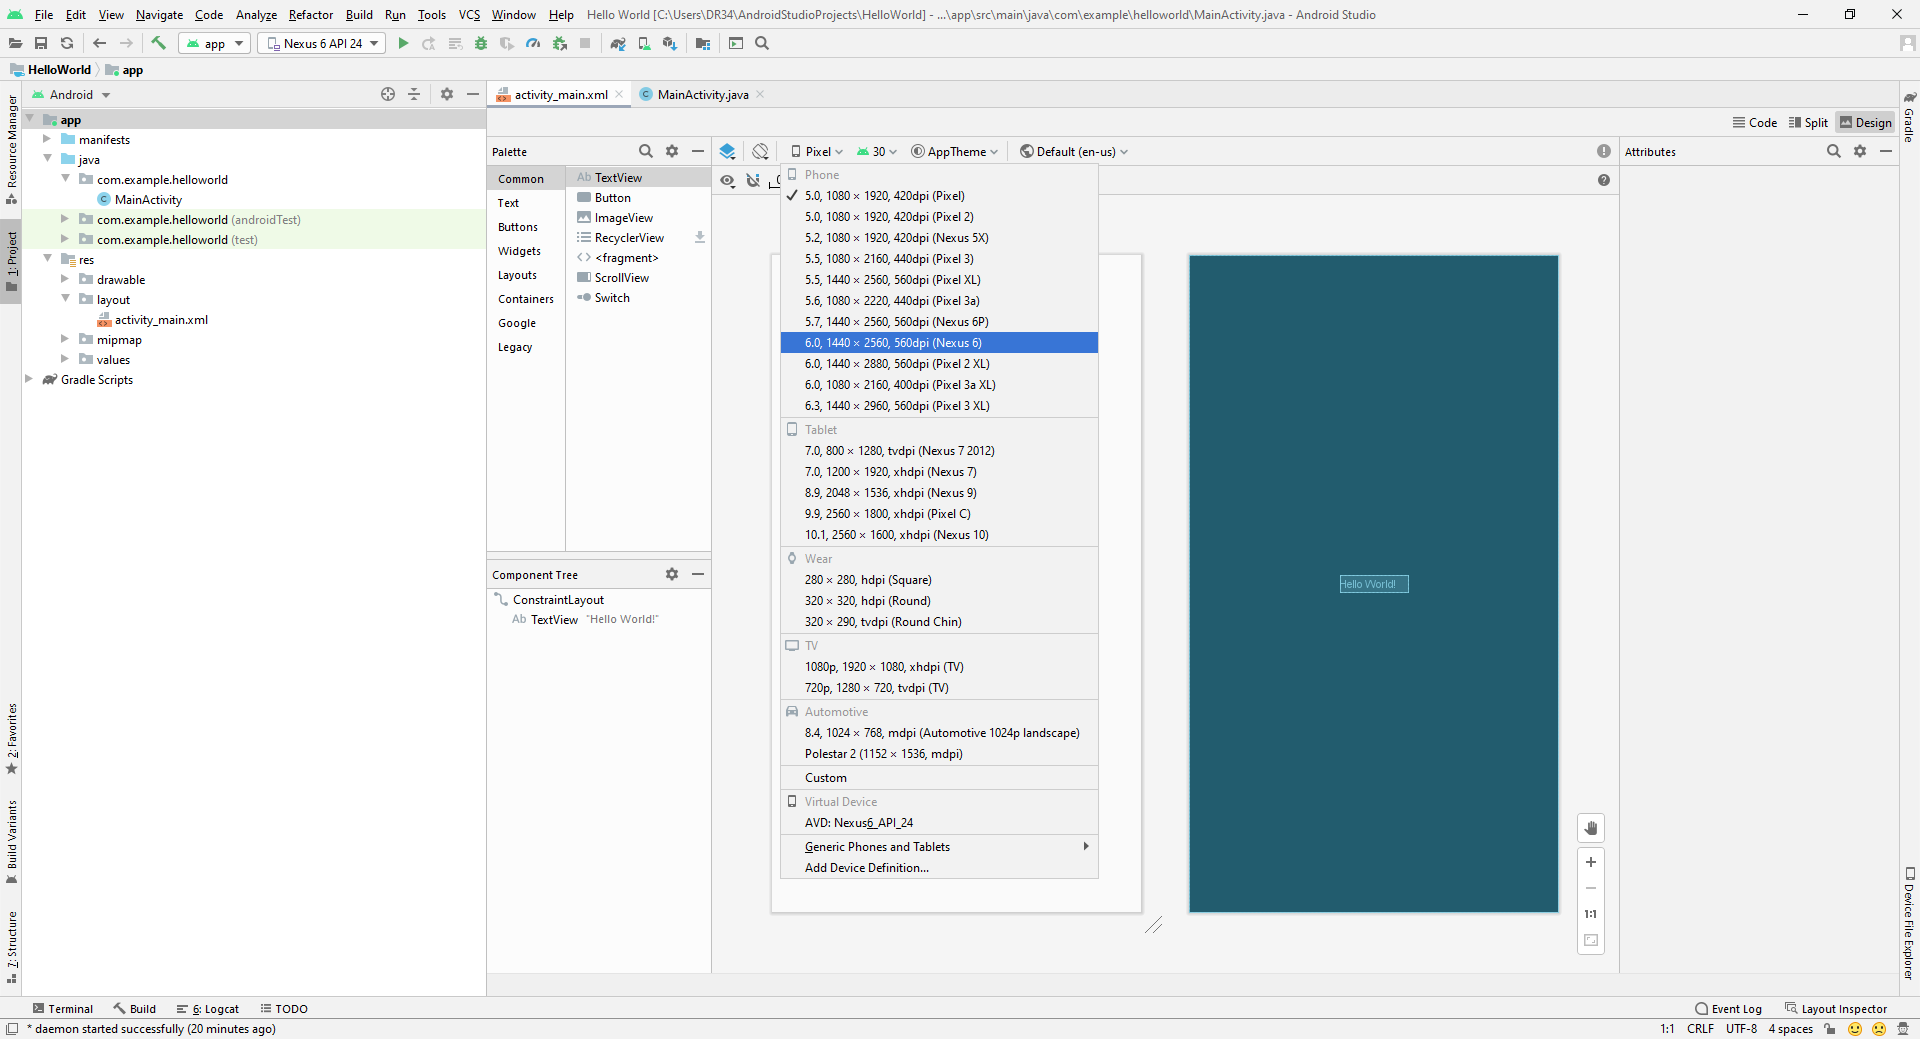 File Edit View Navigate Code Analyze Refactor Build Run Tools VCS Window Help Hello World [C:\Users\DR34\AndroidStudioProjects\HelloWorld] - ...\app\src\main\java\com\example\helloworld\MainActivity.java - Android Studio
app Nexus 6 API 24
HelloWorld app
Android
activity_main.xml MainActivity.java
Code Split Design
Resource Manager
1: Project
2: Favorites
Build Variants
7: Structure
app
manifests
java
com.example.helloworld
MainActivity
com.example.helloworld (androidTest)
com.example.helloworld (test)
res
drawable
layout
activity_main.xml
mipmap
values
Gradle Scripts
Palette
Common
Text
Buttons
Widgets
Layouts
Containers
Google
Legacy
Ab TextView
Button
ImageView
RecyclerView
<> <fragment>
ScrollView
Switch
Component Tree
ConstraintLayout
Ab TextView "Hello World!"
Pixel 30 AppTheme Default (en-us)
Phone
5.0, 1080 × 1920, 420dpi (Pixel)
5.0, 1080 × 1920, 420dpi (Pixel 2)
5.2, 1080 × 1920, 420dpi (Nexus 5X)
5.5, 1080 × 2160, 440dpi (Pixel 3)
5.5, 1440 × 2560, 560dpi (Pixel XL)
5.6, 1080 × 2220, 440dpi (Pixel 3a)
5.7, 1440 × 2560, 560dpi (Nexus 6P)
6.0, 1440 × 2560, 560dpi (Nexus 6)
6.0, 1440 × 2880, 560dpi (Pixel 2 XL)
6.0, 1080 × 2160, 400dpi (Pixel 3a XL)
6.3, 1440 × 2960, 560dpi (Pixel 3 XL)
Tablet
7.0, 800 × 1280, tvdpi (Nexus 7 2012)
7.0, 1200 × 1920, xhdpi (Nexus 7)
8.9, 2048 × 1536, xhdpi (Nexus 9)
9.9, 2560 × 1800, xhdpi (Pixel C)
10.1, 2560 × 1600, xhdpi (Nexus 10)
Wear
280 × 280, hdpi (Square)
320 × 320, hdpi (Round)
320 × 290, tvdpi (Round Chin)
TV
1080p, 1920 × 1080, xhdpi (TV)
720p, 1280 × 720, tvdpi (TV)
Automotive
8.4, 1024 × 768, mdpi (Automotive 1024p landscape)
Polestar 2 (1152 × 1536, mdpi)
Custom
Virtual Device
AVD: Nexus6_API_24
Generic Phones and Tablets
Add Device Definition...
Hello World!
1:1
Attributes
Gradle
Device File Explorer
Terminal Build 6: Logcat TODO Event Log Layout Inspector
* daemon started successfully (20 minutes ago) 1:1 CRLF UTF-8 4 spaces